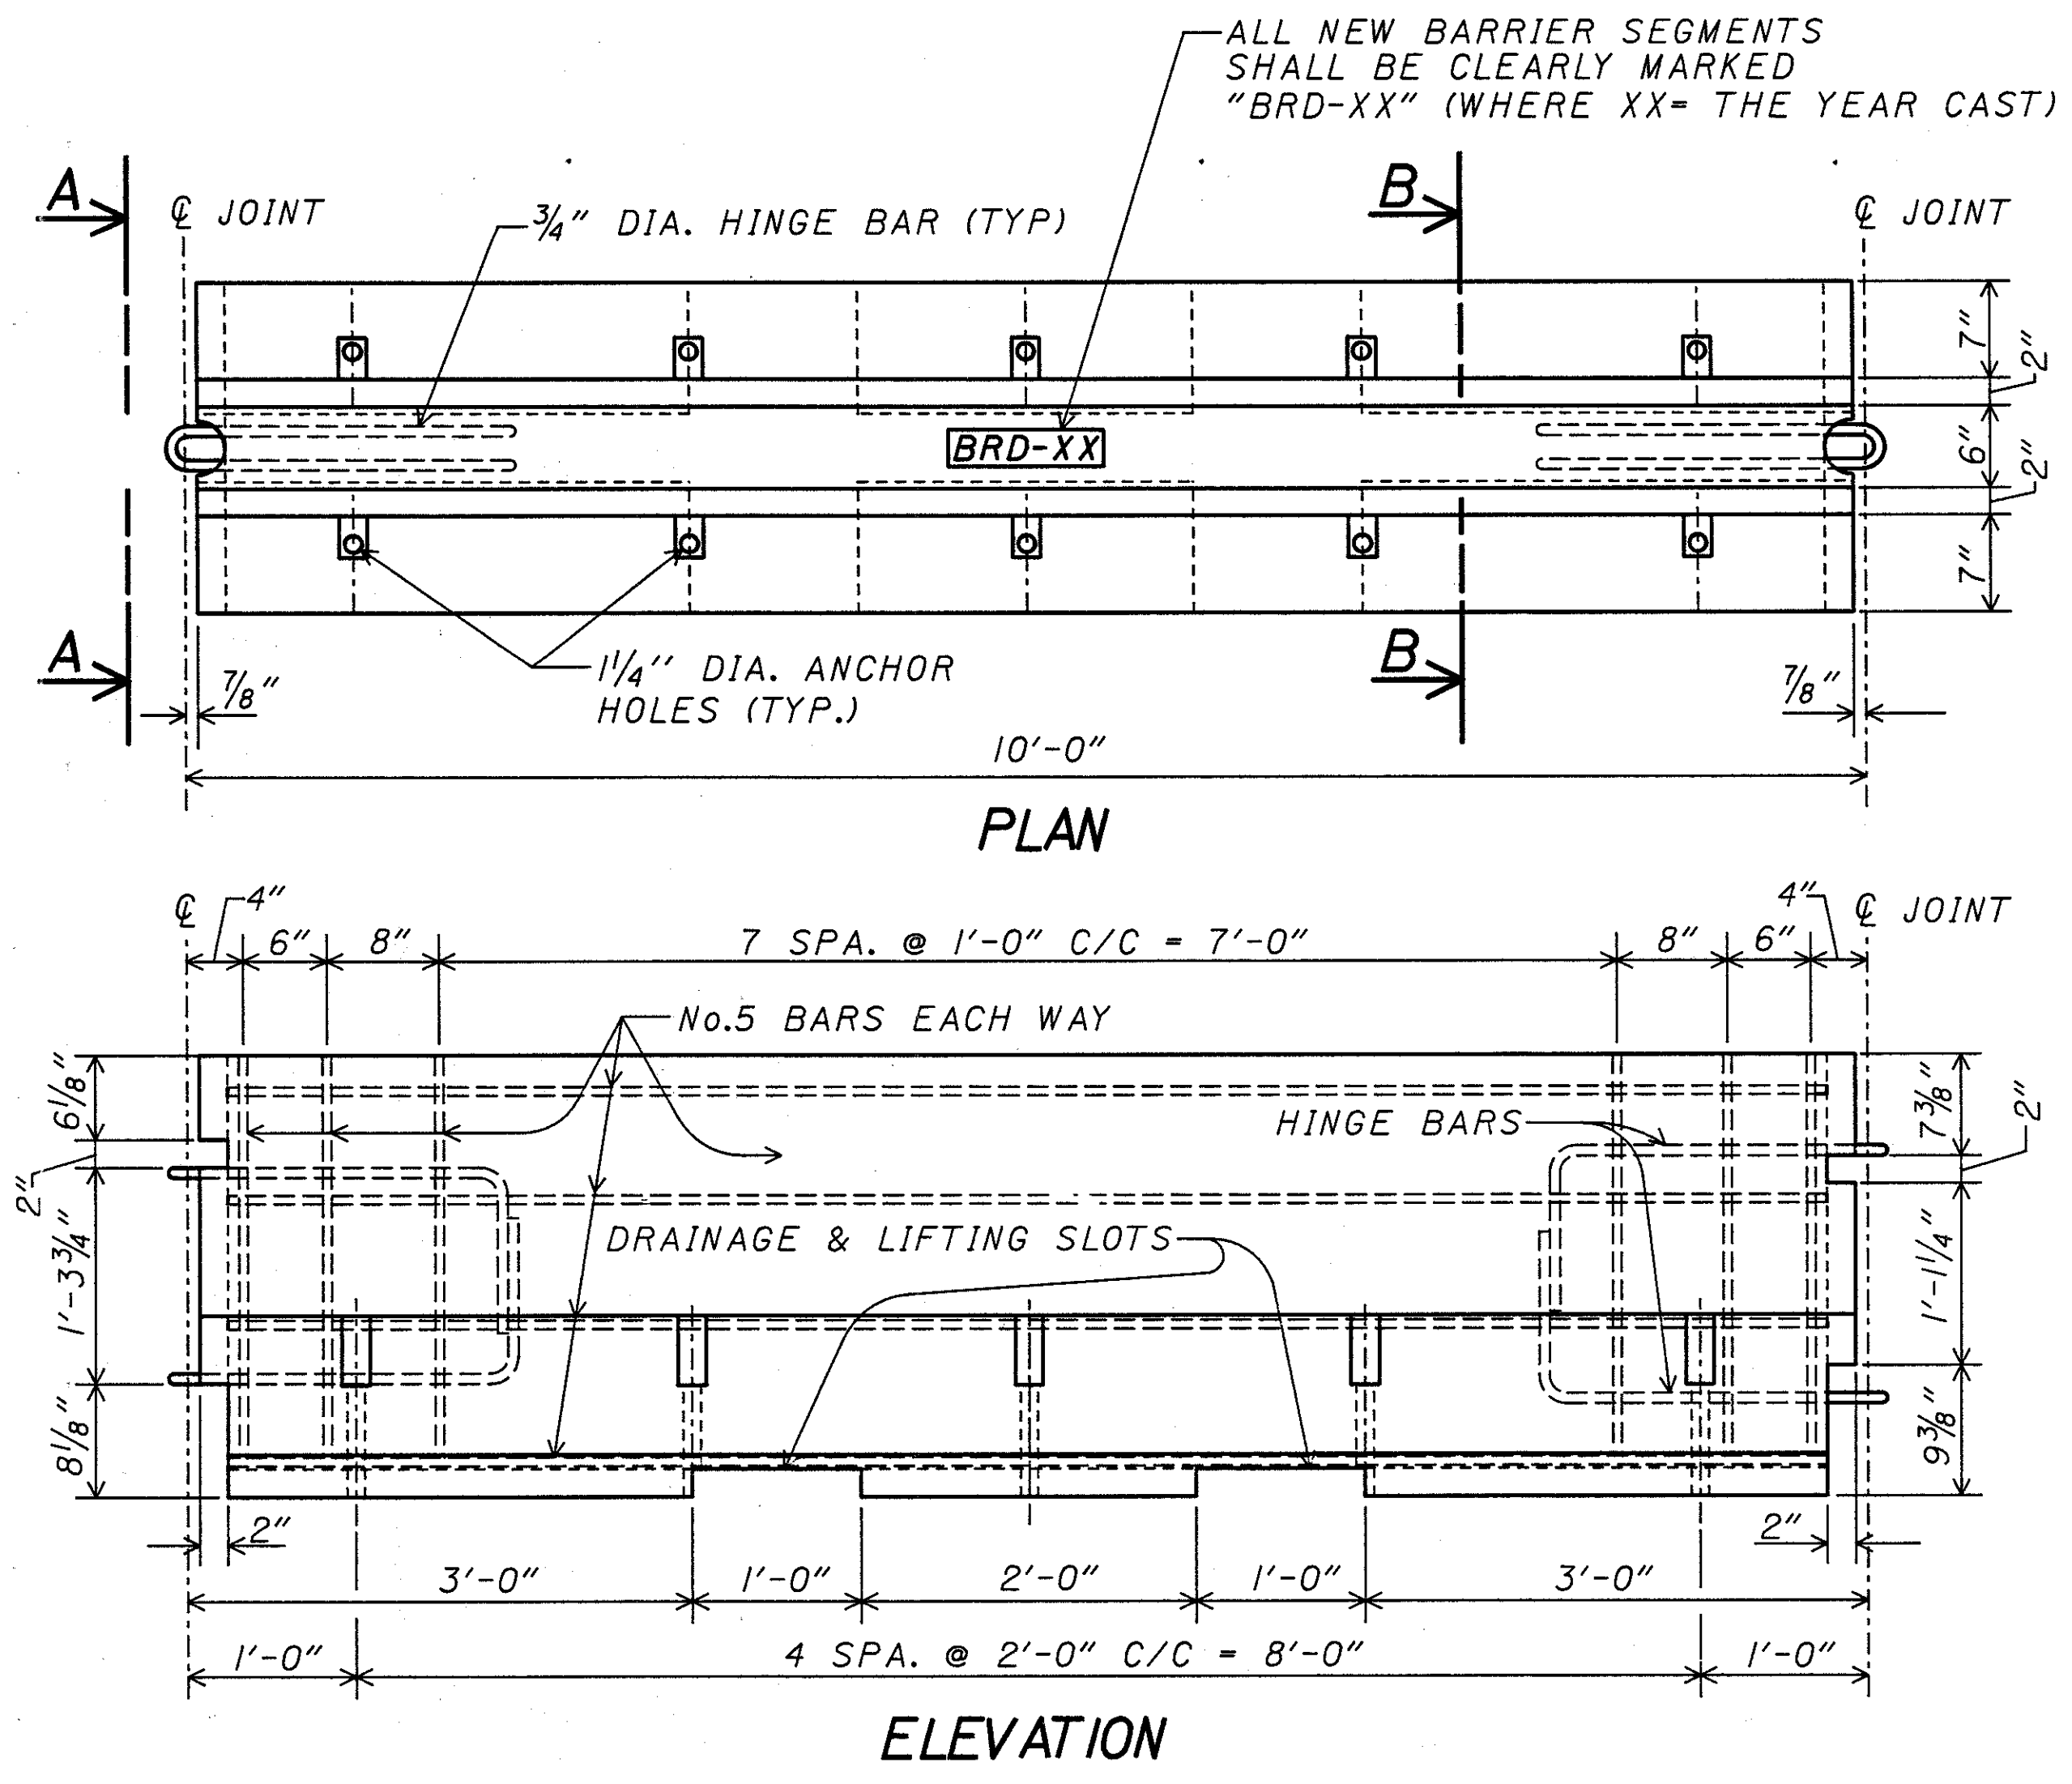 ALL NEW BARRIER SEGMENTS
SHALL BE CLEARLY MARKED
"BRD-XX" (WHERE XX= THE YEAR CAST)
A
B
℄ JOINT
3/4" DIA. HINGE BAR (TYP)
℄ JOINT
7"
2"
BRD-XX
6"
2"
7"
A
B
1 1/4" DIA. ANCHOR
HOLES (TYP.)
7/8"
7/8"
10'-0"
PLAN
℄
4"
6"
8"
7 SPA. @ 1'-0" C/C = 7'-0"
8"
6"
4"
℄ JOINT
No.5 BARS EACH WAY
6 1/8"
HINGE BARS
7 3/8"
2"
2"
1'-3 3/4"
DRAINAGE & LIFTING SLOTS
1'-1 1/4"
8 1/8"
9 3/8"
2"
2"
3'-0"
1'-0"
2'-0"
1'-0"
3'-0"
1'-0"
4 SPA. @ 2'-0" C/C = 8'-0"
1'-0"
ELEVATION